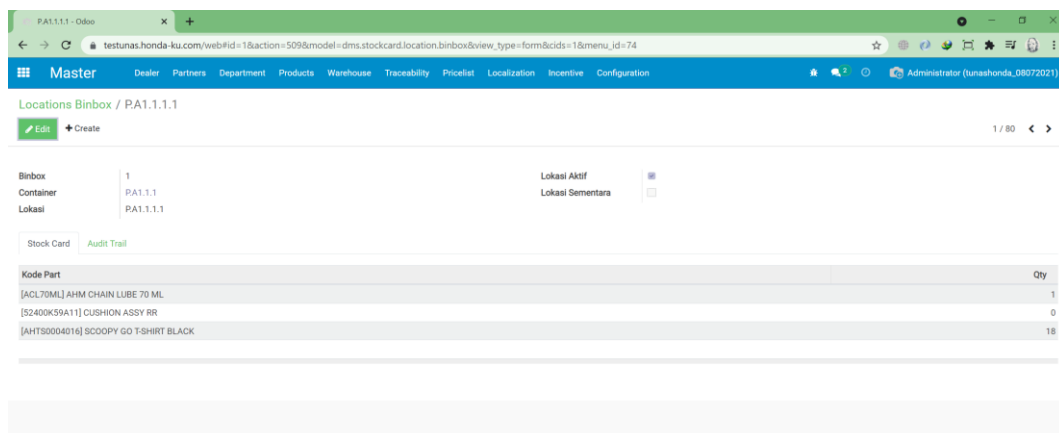 P.A1.1.1.1 - Odoo
testunas.honda-ku.com/web#id=1&action=509&model=dms.stockcard.location.binbox&view_type=form&cids=1&menu_id=74
Master Dealer Partners Department Products Warehouse Traceability Pricelist Localization Incentive Configuration 2 Administrator (tunashonda_08072021)
Locations Binbox / P.A1.1.1.1
Edit + Create 1 / 80
Binbox 1 Lokasi Aktif
Container P.A1.1.1 Lokasi Sementara
Lokasi P.A1.1.1.1
Stock Card Audit Trail
Kode Part Qty
[ACL70ML] AHM CHAIN LUBE 70 ML 1
[52400K59A11] CUSHION ASSY RR 0
[AHTS0004016] SCOOPY GO T-SHIRT BLACK 18